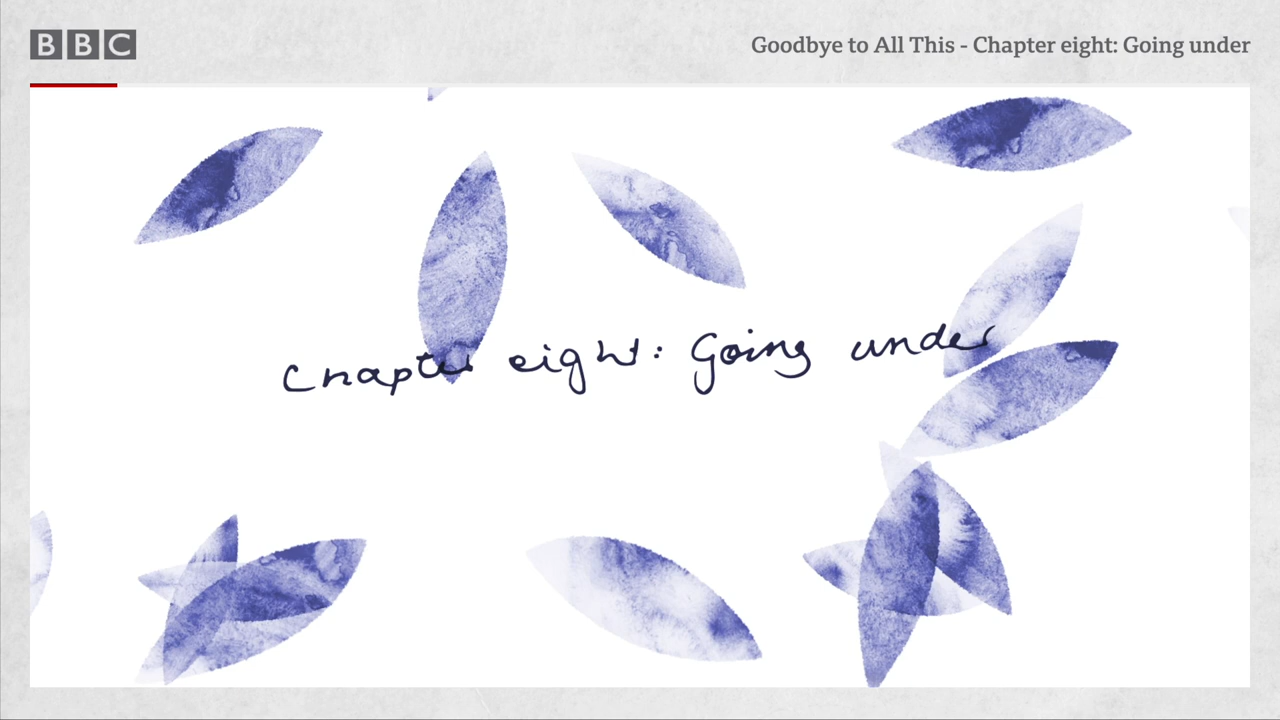 BBC
Goodbye to All This - Chapter eight: Going under
Chapter eight: Going under